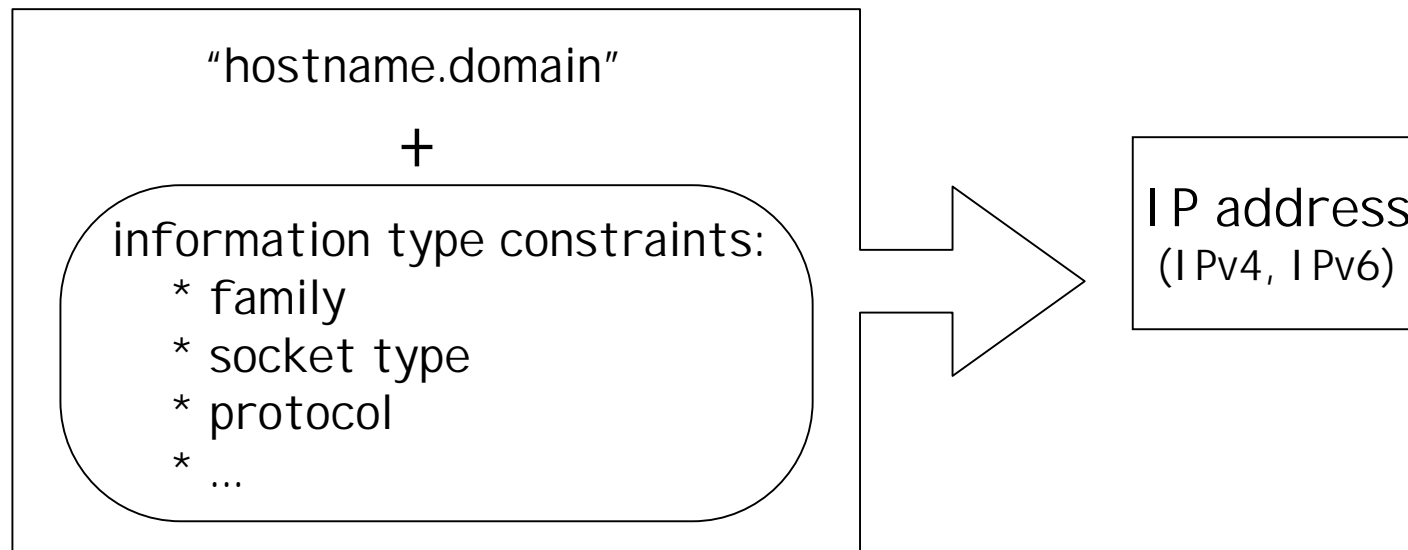 “hostname.domain”
+
information type constraints:
* family
* socket type
* protocol
* ...
IP address
(IPv4, IPv6)